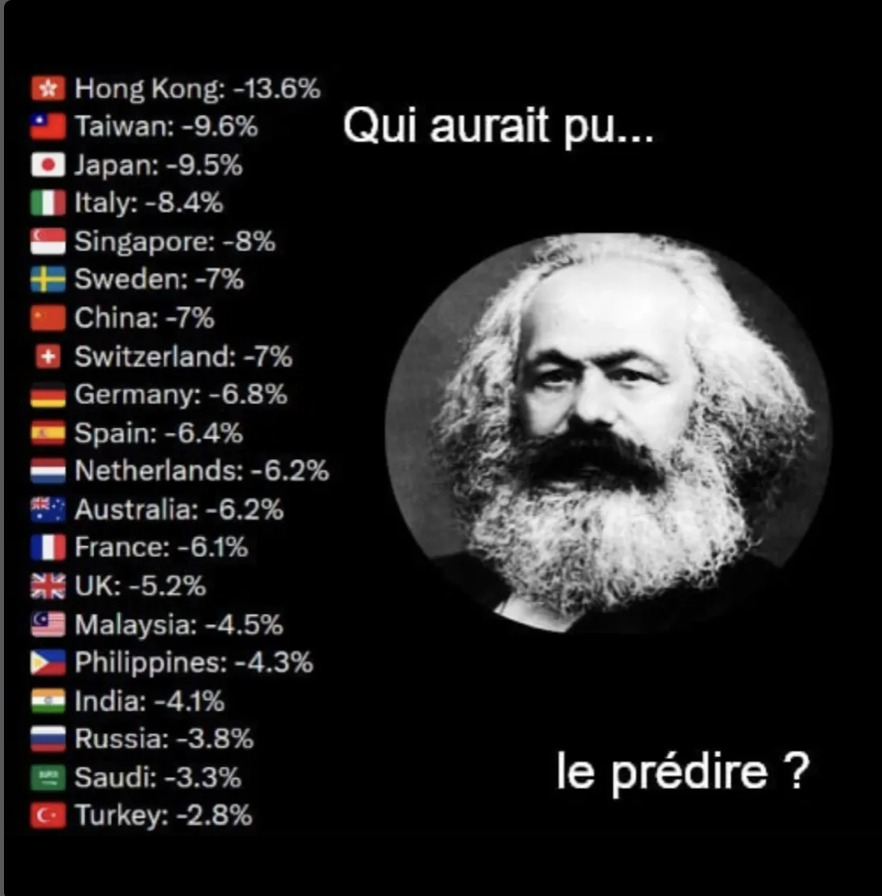 Hong Kong: -13.6%
Taiwan: -9.6%
Japan: -9.5%
Italy: -8.4%
Singapore: -8%
Sweden: -7%
China: -7%
Switzerland: -7%
Germany: -6.8%
Spain: -6.4%
Netherlands: -6.2%
Australia: -6.2%
France: -6.1%
UK: -5.2%
Malaysia: -4.5%
Philippines: -4.3%
India: -4.1%
Russia: -3.8%
Saudi: -3.3%
Turkey: -2.8%
Qui aurait pu...
le prédire ?